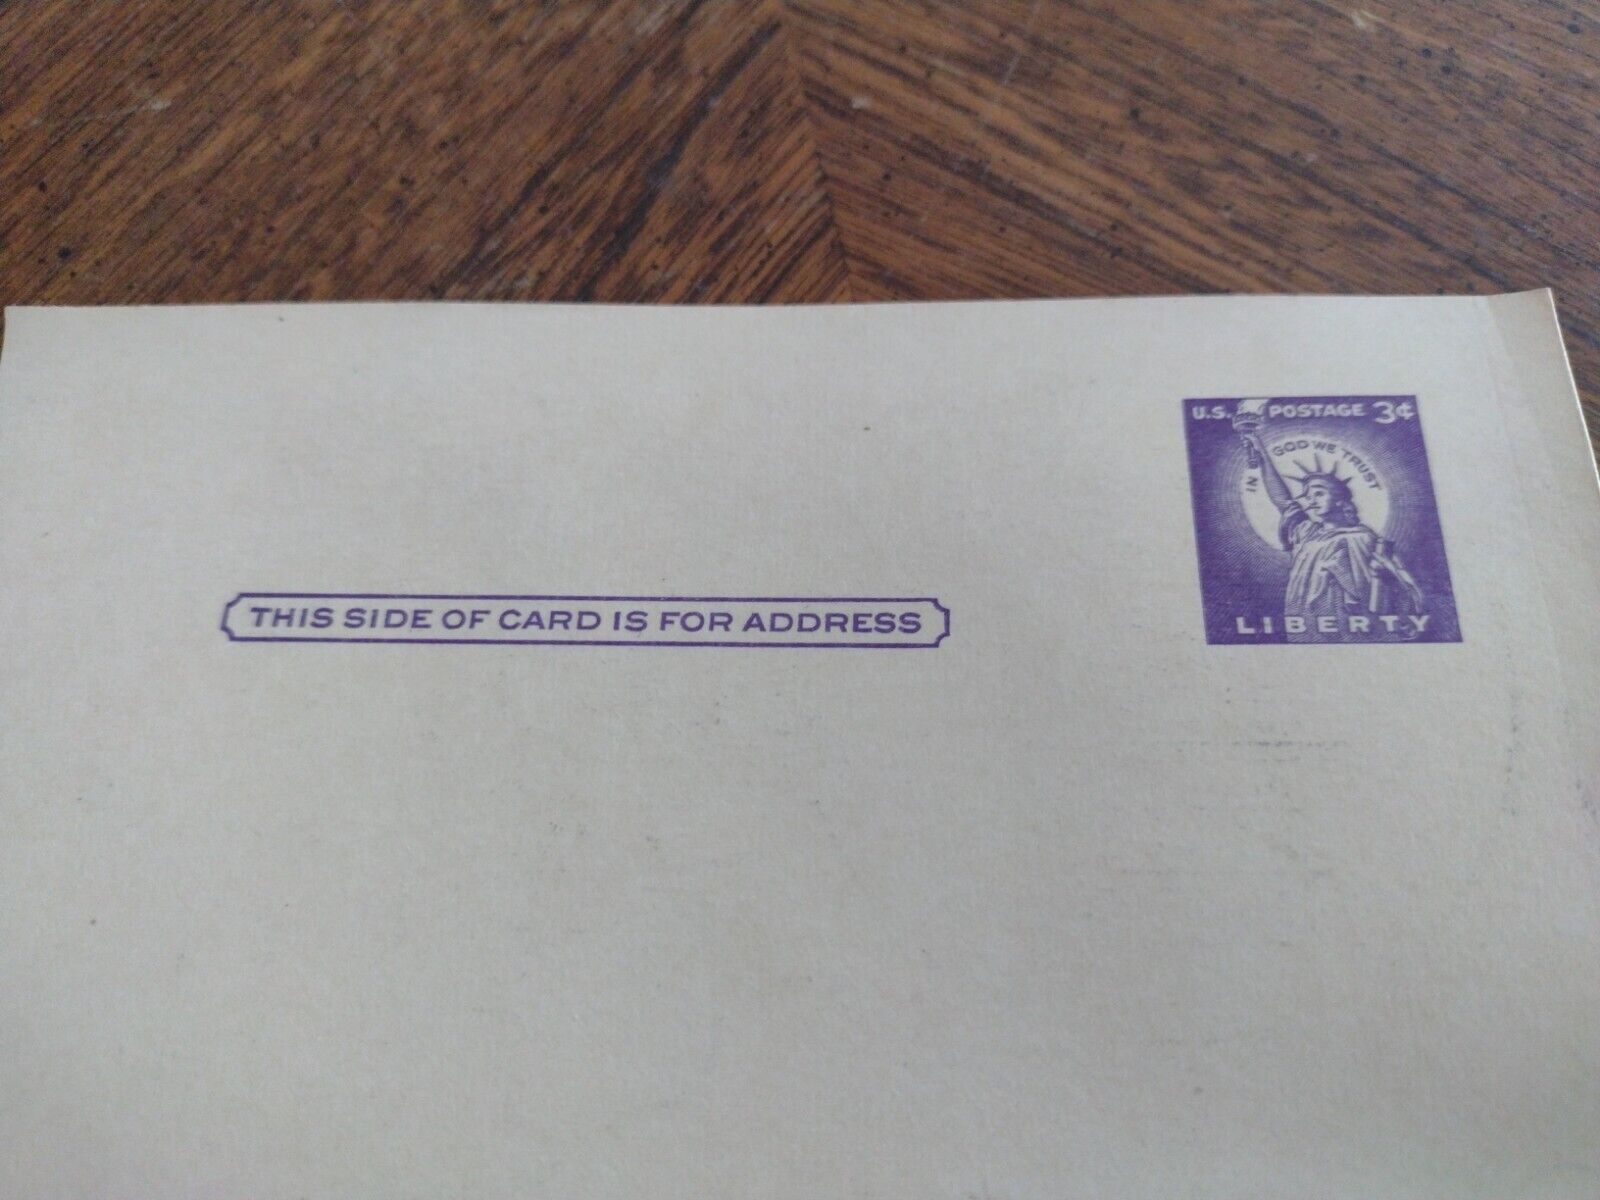 U.S. POSTAGE 3¢
IN GOD WE TRUST
LIBERTY
THIS SIDE OF CARD IS FOR ADDRESS